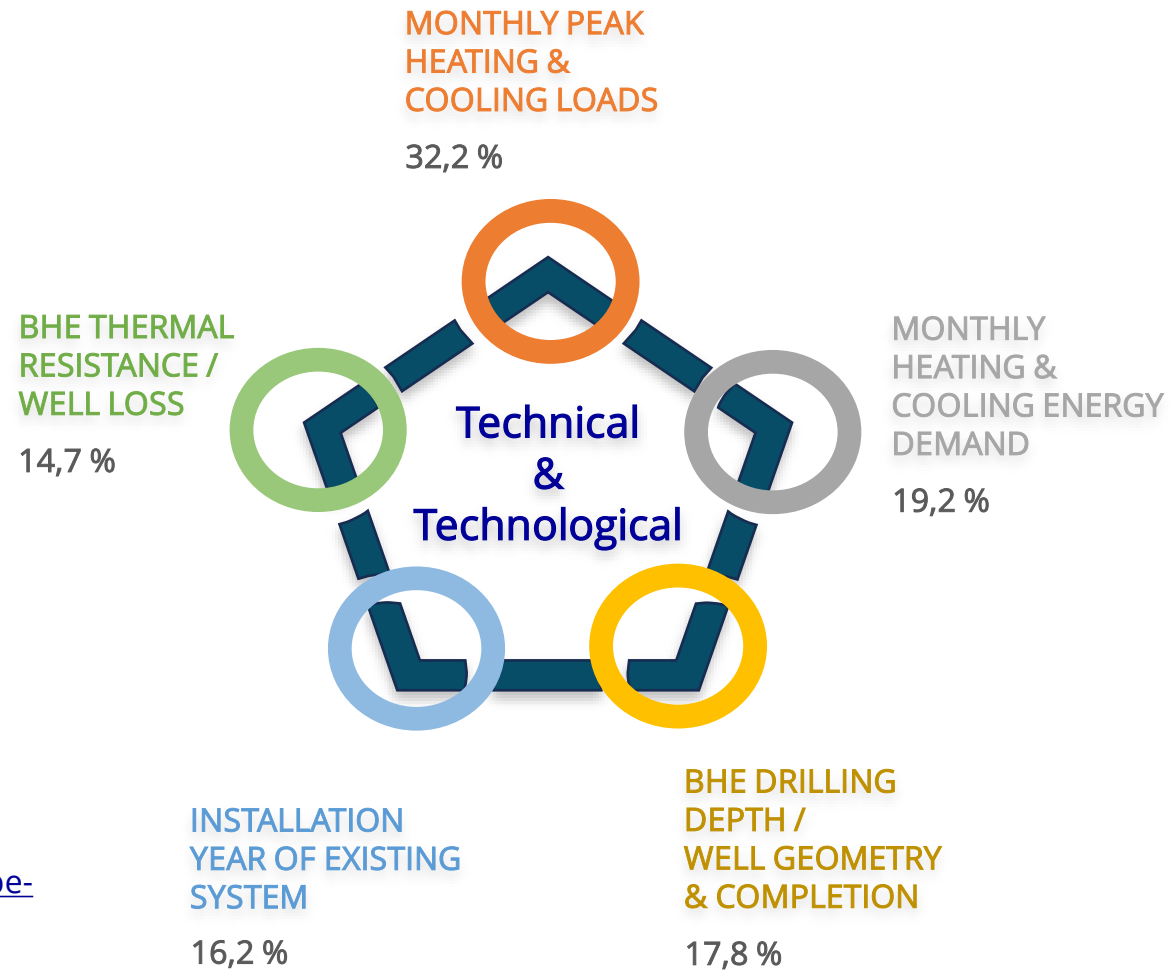 MONTHLY PEAK
HEATING &
COOLING LOADS
32,2 %
BHE THERMAL
RESISTANCE /
WELL LOSS
14,7 %
MONTHLY
HEATING &
COOLING ENERGY
DEMAND
19,2 %
Technical
&
Technological
INSTALLATION
YEAR OF EXISTING
SYSTEM
16,2 %
BHE DRILLING
DEPTH /
WELL GEOMETRY
& COMPLETION
17,8 %